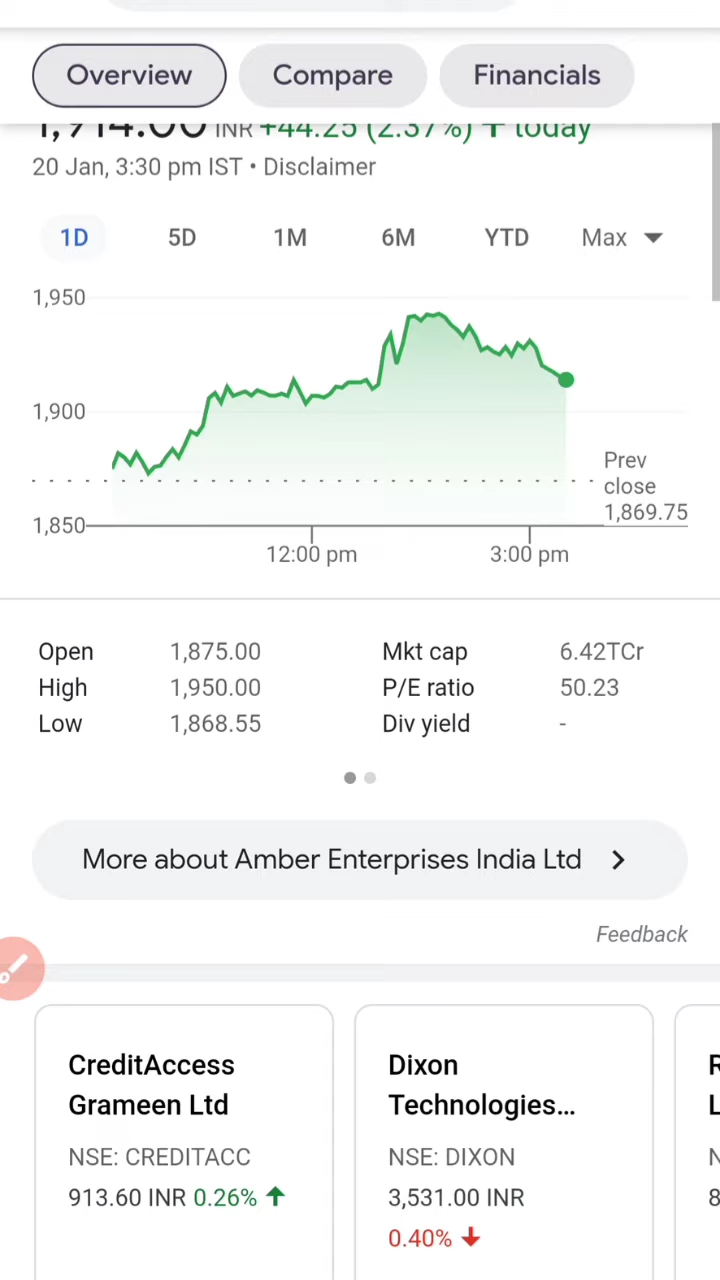 Overview
Compare
Financials
1,914.00 INR +44.25 (2.37%) ↑ today
20 Jan, 3:30 pm IST • Disclaimer
1D
5D
1M
6M
YTD
Max
1,950
1,900
1,850
Prev
close
1,869.75
12:00 pm
3:00 pm
Open 1,875.00
High 1,950.00
Low 1,868.55
Mkt cap 6.42TCr
P/E ratio 50.23
Div yield -
More about Amber Enterprises India Ltd
Feedback
CreditAccess
Grameen Ltd
NSE: CREDITACC
913.60 INR 0.26% ↑
Dixon
Technologies...
NSE: DIXON
3,531.00 INR
0.40% ↓